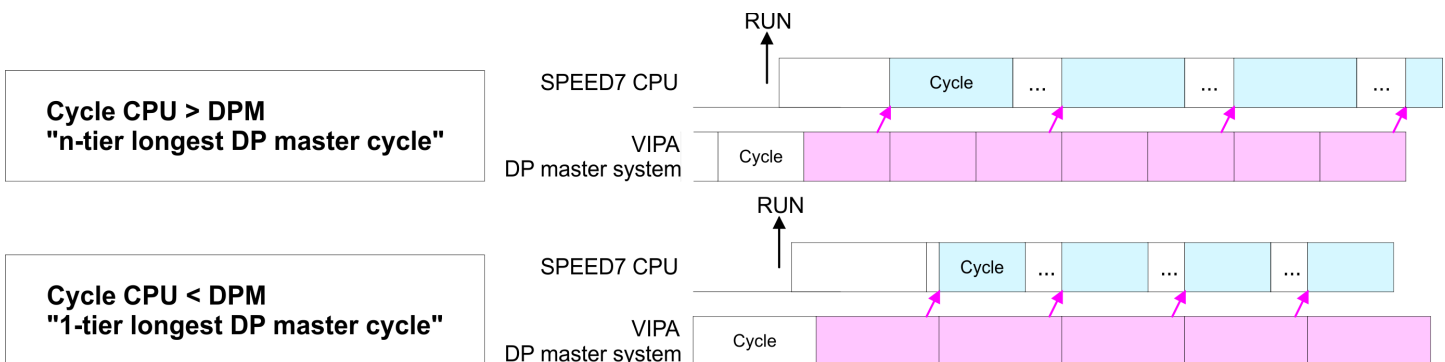 RUN
Cycle CPU > DPM
"n-tier longest DP master cycle"
SPEED7 CPU
Cycle
...
...
...
VIPA
DP master system
Cycle
RUN
Cycle CPU < DPM
"1-tier longest DP master cycle"
SPEED7 CPU
Cycle
...
...
...
VIPA
DP master system
Cycle